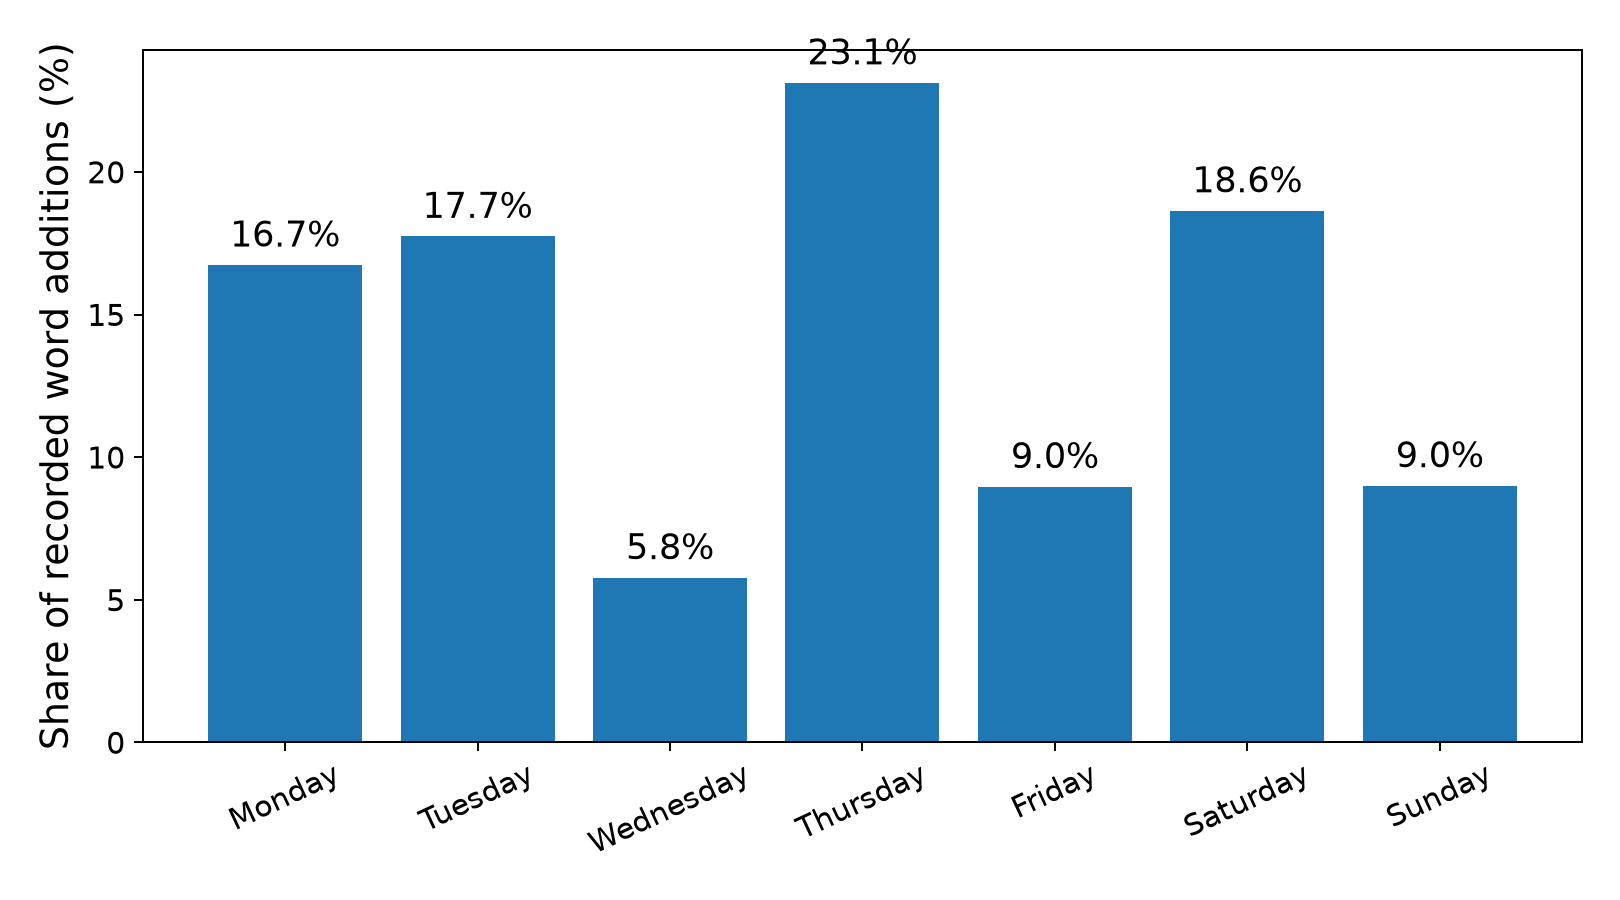 Share of recorded word additions (%)
20
15
10
5
0
16.7%
17.7%
5.8%
23.1%
9.0%
18.6%
9.0%
Monday
Tuesday
Wednesday
Thursday
Friday
Saturday
Sunday